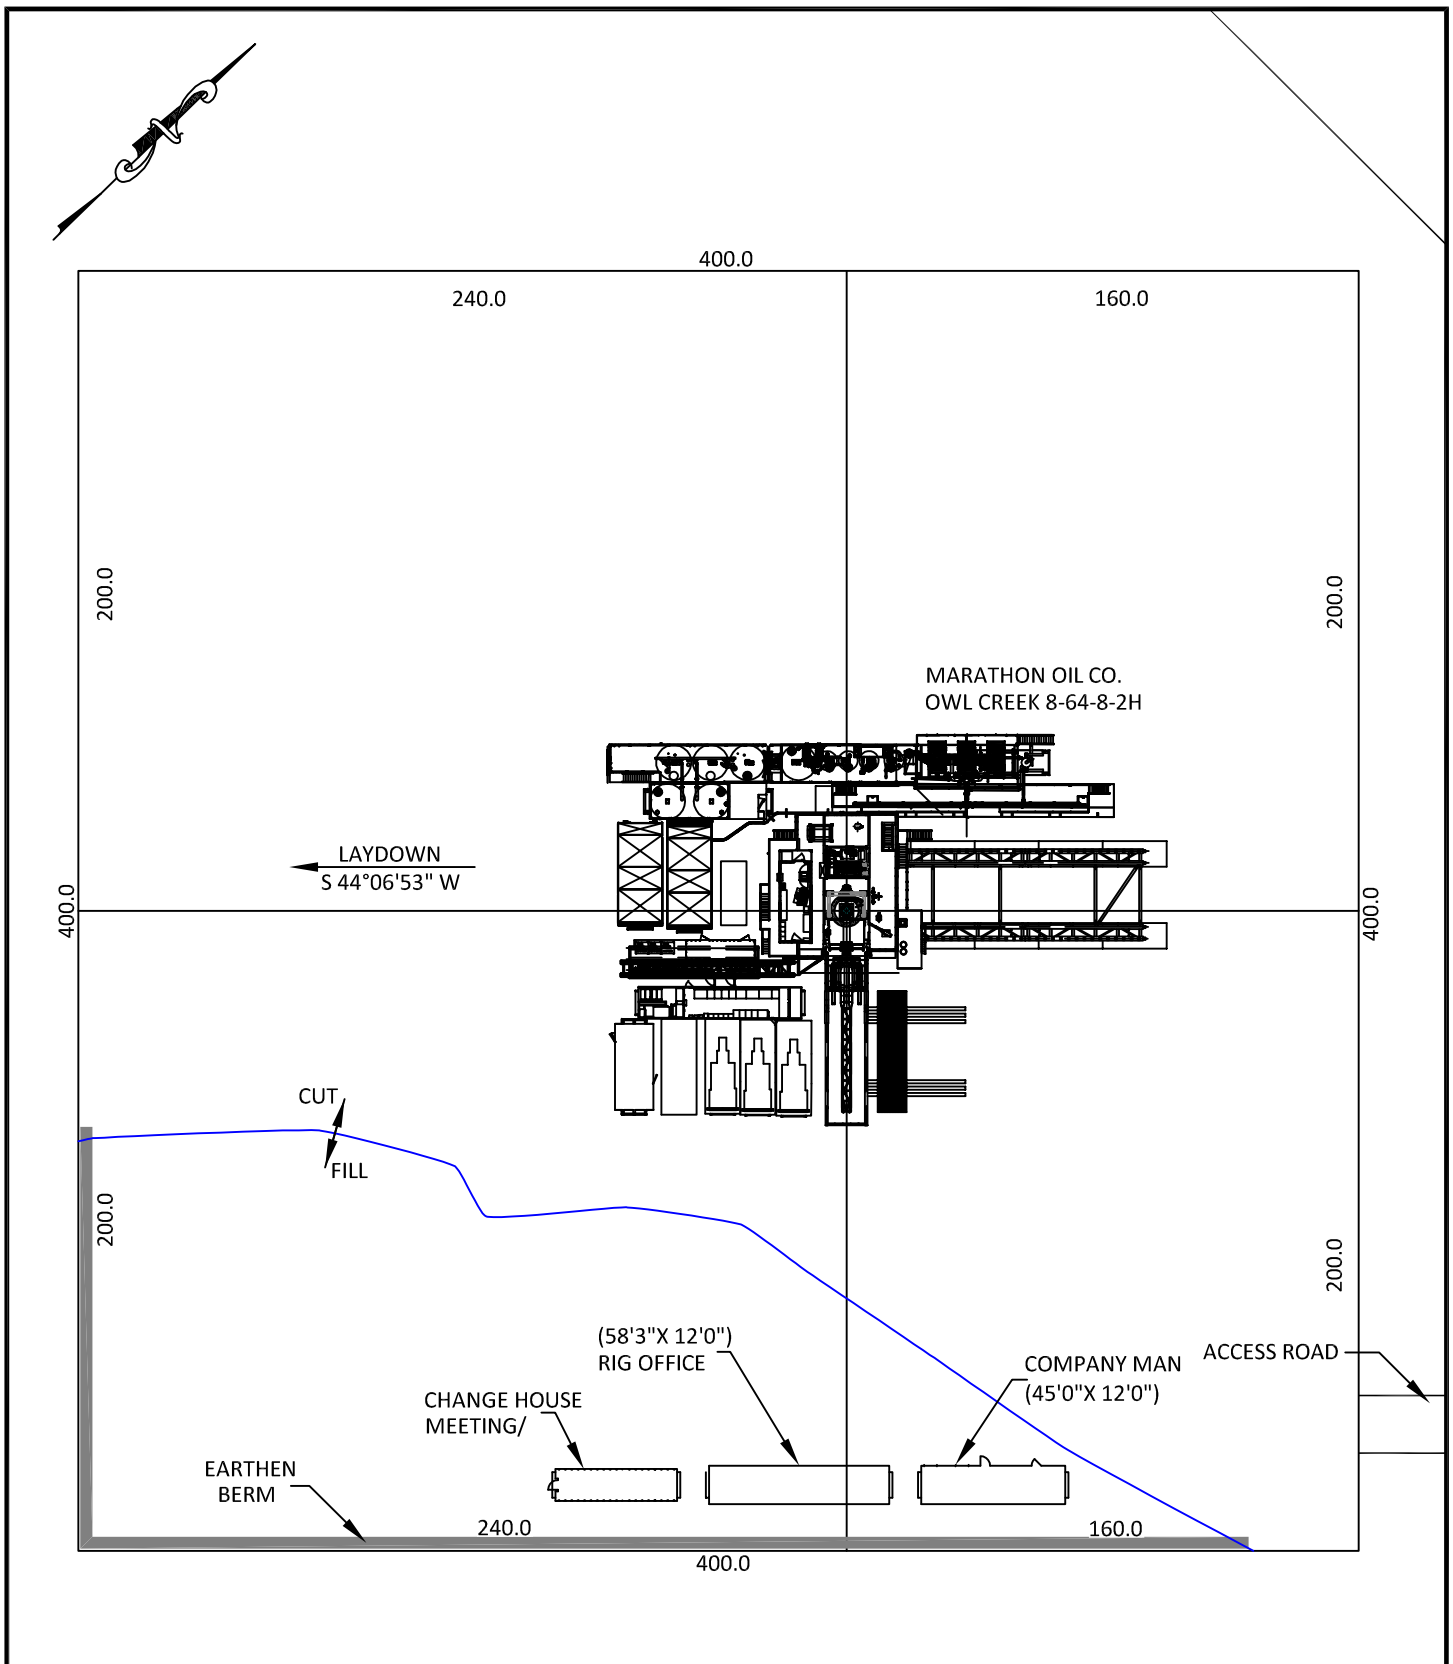 400.0
240.0
160.0
200.0
200.0
MARATHON OIL CO.
OWL CREEK 8-64-8-2H
LAYDOWN
S 44°06'53" W
400.0
400.0
CUT
FILL
200.0
200.0
(58'3"X 12'0")
RIG OFFICE
ACCESS ROAD
COMPANY MAN
(45'0"X 12'0")
CHANGE HOUSE
MEETING/
EARTHEN
BERM
240.0
160.0
400.0